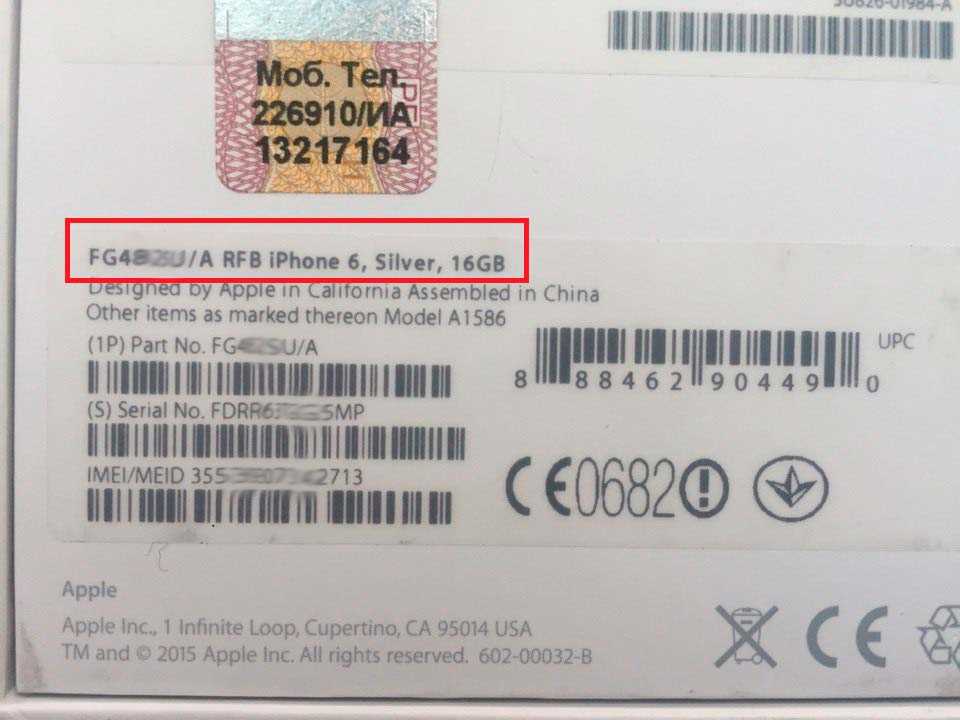 Моб. Тел.
226910/ИА
13217164
/A RFB iPhone 6, Silver, 16GB
Designed by Apple in California Assembled in China
Other items as marked thereon Model A1586
(1P) Part No.
(S) Serial No.
IMEI/MEID
UPC
8 88462 90449 0
CE0682
Apple
Apple Inc., 1 Infinite Loop, Cupertino, CA 95014 USA
TM and © 2015 Apple Inc. All rights reserved. 602-00032-B
CE